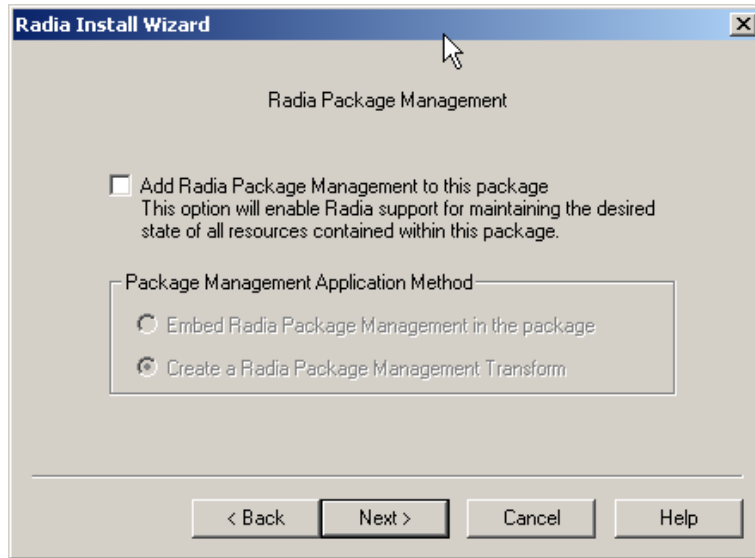 Radia Install Wizard
Radia Package Management
Add Radia Package Management to this package
This option will enable Radia support for maintaining the desired
state of all resources contained within this package.
Package Management Application Method
Embed Radia Package Management in the package
Create a Radia Package Management Transform
< Back Next > Cancel Help